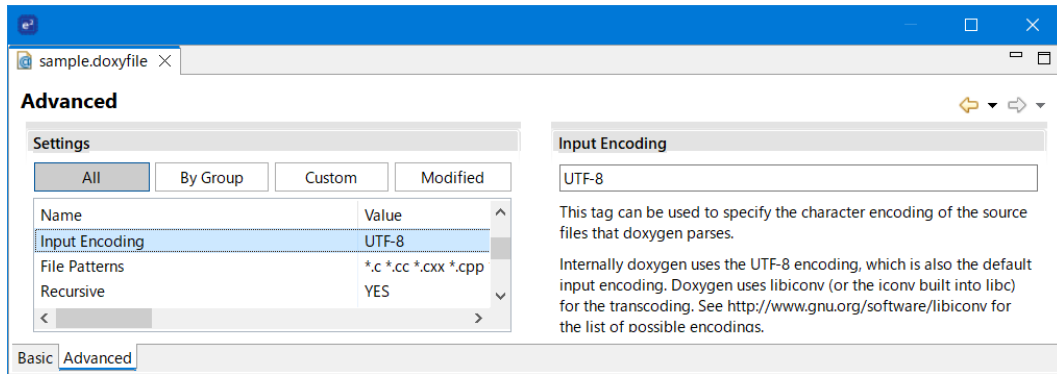 e²
sample.doxyfile
Advanced
Settings
All By Group Custom Modified
Name Value
Input Encoding UTF-8
File Patterns *.c *.cc *.cxx *.cpp
Recursive YES
Input Encoding
UTF-8
This tag can be used to specify the character encoding of the source
files that doxygen parses.
Internally doxygen uses the UTF-8 encoding, which is also the default
input encoding. Doxygen uses libiconv (or the iconv built into libc)
for the transcoding. See http://www.gnu.org/software/libiconv for
the list of possible encodings.
Basic Advanced